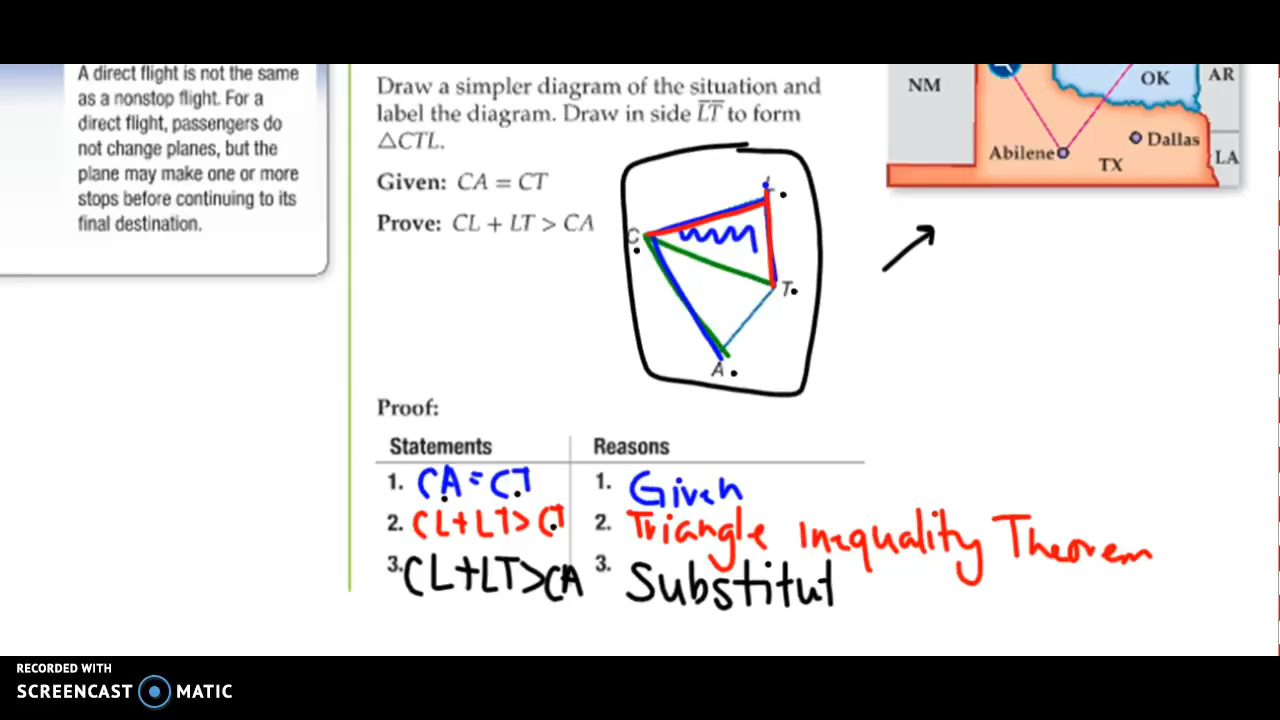 A direct flight is not the same
as a nonstop flight. For a
direct flight, passengers do
not change planes, but the
plane may make one or more
stops before continuing to its
final destination.
Draw a simpler diagram of the situation and
label the diagram. Draw in side LT to form
△CTL.
Given: CA = CT
Prove: CL + LT > CA
L
C
T
A
NM
OK
AR
Dallas
Abilene
TX
LA
Proof:
Statements Reasons
1. CA = CT 1. Given
2. CL + LT > CT 2. Triangle Inequality Theorem
3. CL + LT > CA 3. Substitut
RECORDED WITH
SCREENCAST MATIC